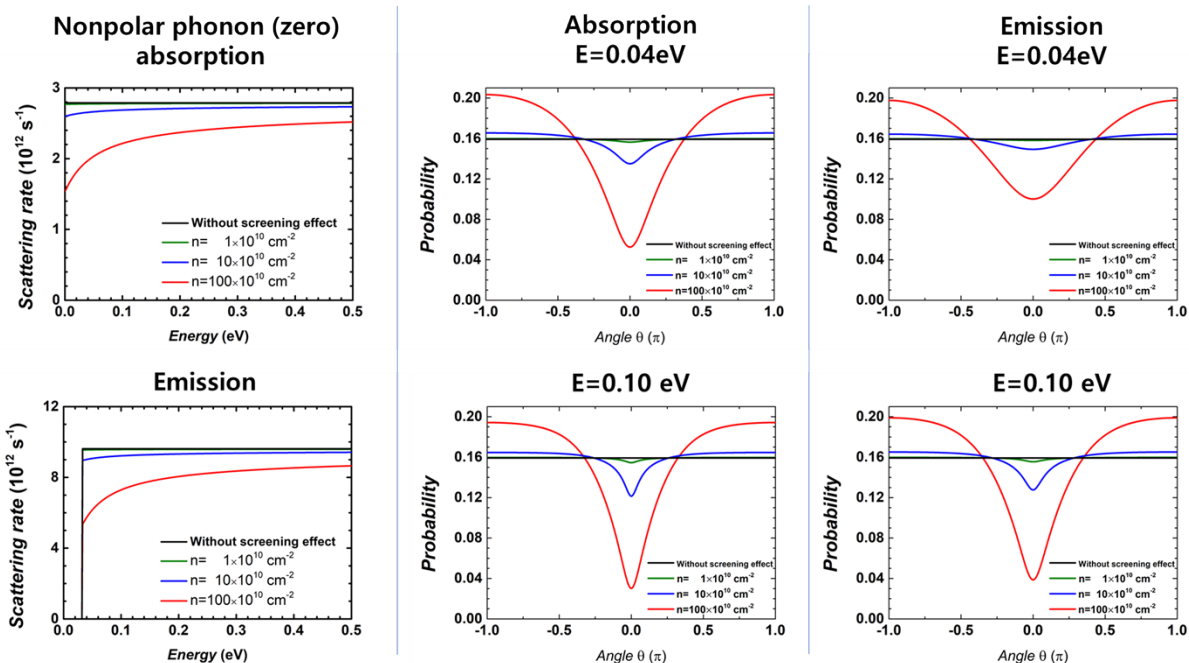 Nonpolar phonon (zero)
absorption
3
2
1
0
0.0 0.1 0.2 0.3 0.4 0.5
Scattering rate (10¹² s⁻¹)
Energy (eV)
Without screening effect
n= 1×10¹⁰ cm⁻²
n= 10×10¹⁰ cm⁻²
n=100×10¹⁰ cm⁻²
Emission
12
9
6
3
0
0.0 0.1 0.2 0.3 0.4 0.5
Scattering rate (10¹² s⁻¹)
Energy (eV)
Without screening effect
n= 1×10¹⁰ cm⁻²
n= 10×10¹⁰ cm⁻²
n=100×10¹⁰ cm⁻²
Absorption
E=0.04eV
0.20
0.16
0.12
0.08
0.04
0.00
-1.0 -0.5 0.0 0.5 1.0
Probability
Angle θ (π)
Without screening effect
n= 1×10¹⁰ cm⁻²
n= 10×10¹⁰ cm⁻²
n=100×10¹⁰ cm⁻²
E=0.10 eV
0.20
0.16
0.12
0.08
0.04
0.00
-1.0 -0.5 0.0 0.5 1.0
Probability
Angle θ (π)
Without screening effect
n= 1×10¹⁰ cm⁻²
n= 10×10¹⁰ cm⁻²
n=100×10¹⁰ cm⁻²
Emission
E=0.04eV
0.20
0.16
0.12
0.08
0.04
0.00
-1.0 -0.5 0.0 0.5 1.0
Probability
Angle θ (π)
Without screening effect
n= 1×10¹⁰ cm⁻²
n= 10×10¹⁰ cm⁻²
n=100×10¹⁰ cm⁻²
E=0.10 eV
0.20
0.16
0.12
0.08
0.04
0.00
-1.0 -0.5 0.0 0.5 1.0
Probability
Angle θ (π)
Without screening effect
n= 1×10¹⁰ cm⁻²
n= 10×10¹⁰ cm⁻²
n=100×10¹⁰ cm⁻²